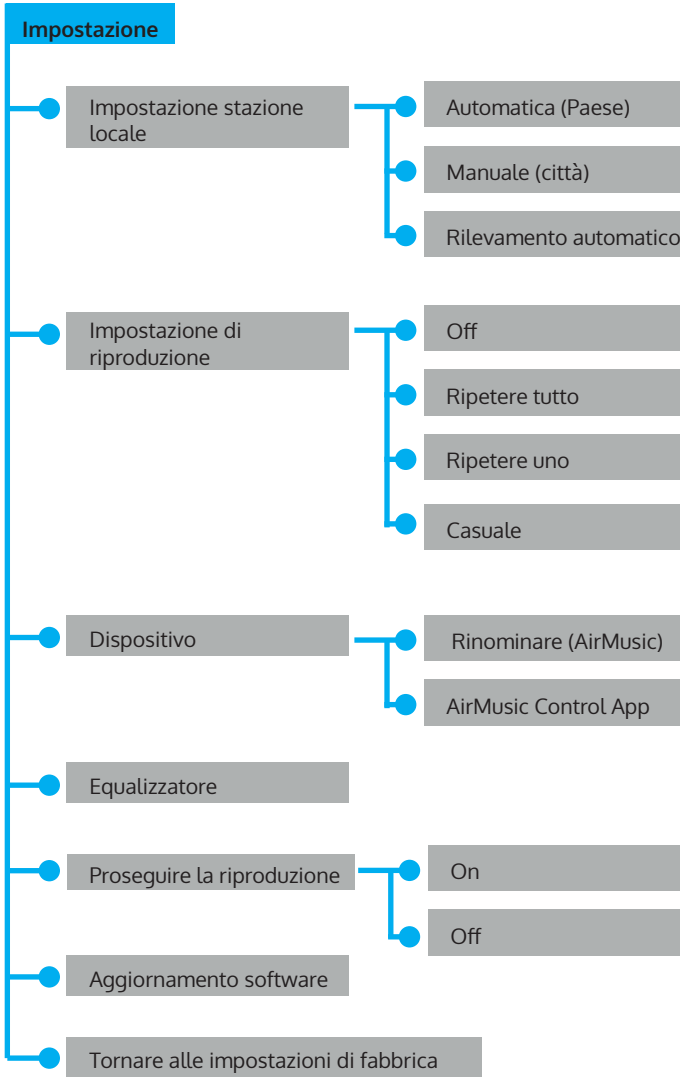 Impostazione
Impostazione stazione
locale
Automatica (Paese)
Manuale (città)
Rilevamento automatico
Impostazione di
riproduzione
Off
Ripetere tutto
Ripetere uno
Casuale
Dispositivo
Rinominare (AirMusic)
AirMusic Control App
Equalizzatore
Proseguire la riproduzione
On
Off
Aggiornamento software
Tornare alle impostazioni di fabbrica